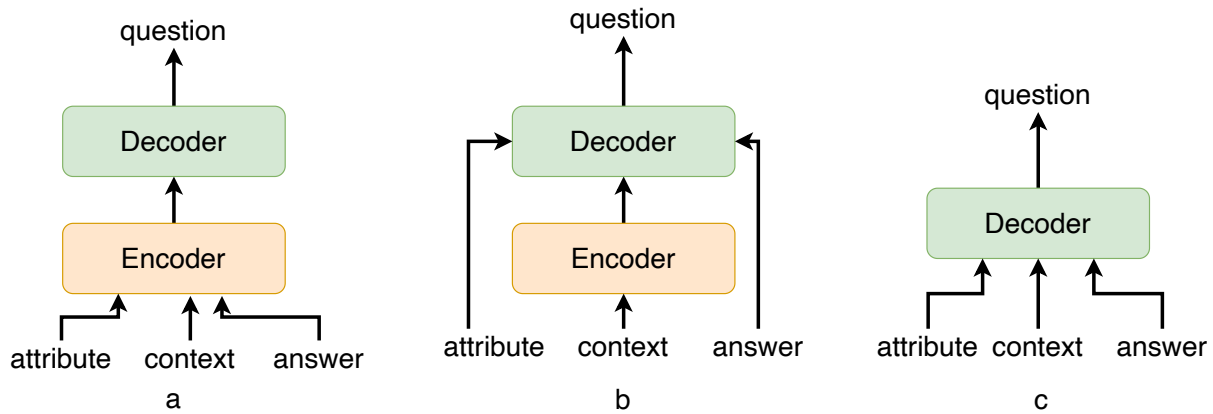 question
Decoder
Encoder
attribute context answer
a
question
Decoder
Encoder
attribute context answer
b
question
Decoder
attribute context answer
c